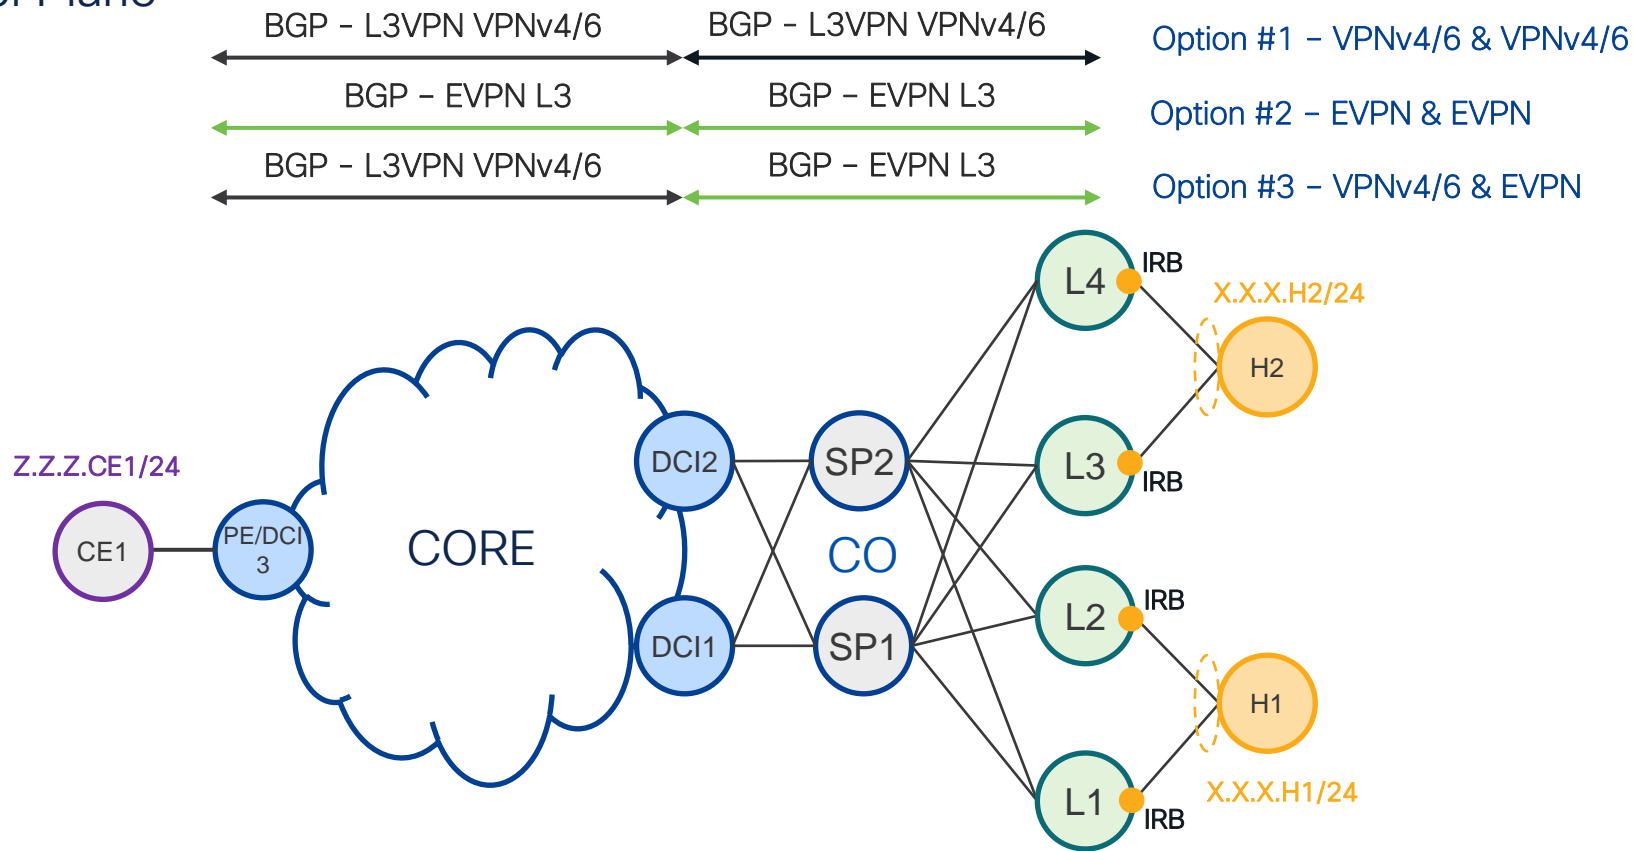 BGP – L3VPN VPNv4/6
BGP – L3VPN VPNv4/6
Option #1 – VPNv4/6 & VPNv4/6
BGP – EVPN L3
BGP – EVPN L3
Option #2 – EVPN & EVPN
BGP – L3VPN VPNv4/6
BGP – EVPN L3
Option #3 – VPNv4/6 & EVPN
L4
IRB
X.X.X.H2/24
H2
Z.Z.Z.CE1/24
DCI2
SP2
L3
IRB
CE1
PE/DCI
3
CORE
CO
L2
IRB
DCI1
SP1
H1
L1
IRB
X.X.X.H1/24